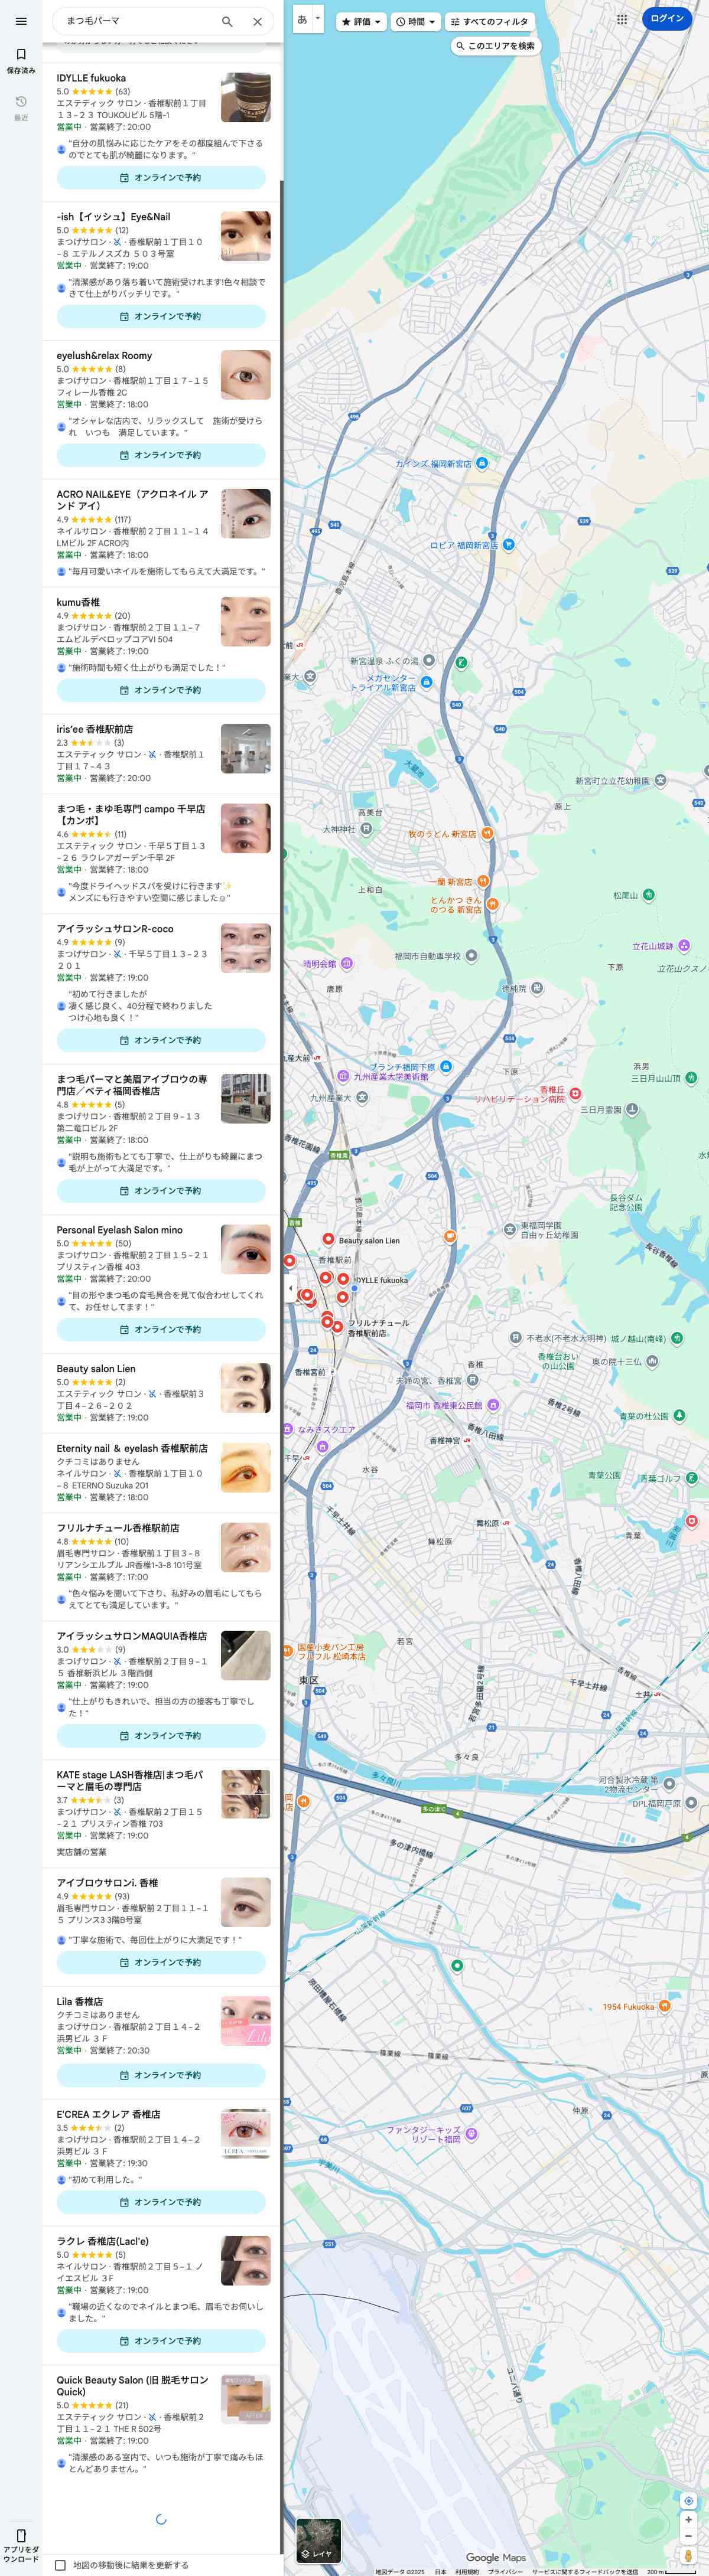 まつ毛パーマ
保存済み
最近
アプリをダ
ウンロード
IDYLLE fukuoka
5.0 (63)
エステティック サロン · 香椎駅前１丁目
１３−２３ TOUKOUビル 5階-1
営業中 · 営業終了: 20:00
"自分の肌悩みに応じたケアをその都度組んで下さる
のでとても肌が綺麗になります。"
オンラインで予約
-ish【イッシュ】Eye&Nail
5.0 (12)
まつげサロン · 香椎駅前１丁目１０
−８ エテルノスズカ ５０３号室
営業中 · 営業終了: 19:00
"清潔感があり落ち着いて施術受けれます!色々相談で
きて仕上がりバッチリです。"
オンラインで予約
eyelush&relax Roomy
5.0 (8)
まつげサロン · 香椎駅前１丁目１７−１５
フィレール香椎 2C
営業中 · 営業終了: 18:00
"オシャレな店内で、リラックスして　施術が受けら
れ　いつも　満足しています。"
オンラインで予約
ACRO NAIL&EYE（アクロネイル ア
ンド アイ）
4.9 (117)
ネイルサロン · 香椎駅前２丁目１１−１４
LMビル 2F ACRO内
営業中 · 営業終了: 18:00
"毎月可愛いネイルを施術してもらえて大満足です。"
kumu香椎
4.9 (20)
まつげサロン · 香椎駅前２丁目１１−７
エムビルデベロップコアVI 504
営業中 · 営業終了: 19:00
"施術時間も短く仕上がりも満足でした！"
オンラインで予約
iris’ee 香椎駅前店
2.3 (3)
エステティック サロン · 香椎駅前１
丁目１７−４３
営業中 · 営業終了: 20:00
まつ毛・まゆ毛専門 campo 千早店
【カンポ】
4.6 (11)
エステティック サロン · 千早５丁目１３
−２６ ラウレアガーデン千早 2F
営業中 · 営業終了: 18:00
"今度ドライヘッドスパを受けに行きます✨
メンズにも行きやすい空間に感じました☺"
アイラッシュサロンR-coco
4.9 (9)
まつげサロン · 千早５丁目１３−２３
２０１
営業中 · 営業終了: 19:00
"初めて行きましたが
凄く感じ良く、40分程で終わりました
つけ心地も良く！"
オンラインで予約
まつ毛パーマと美眉アイブロウの専
門店／ベティ福岡香椎店
4.8 (5)
まつげサロン · 香椎駅前２丁目９−１３
第二竜口ビル 2F
営業中 · 営業終了: 18:00
"説明も施術もとても丁寧で、仕上がりも綺麗にまつ
毛が上がって大満足です。"
オンラインで予約
Personal Eyelash Salon mino
5.0 (50)
まつげサロン · 香椎駅前２丁目１５−２１
プリスティン香椎 403
営業中 · 営業終了: 20:00
"目の形やまつ毛の育毛具合を見て似合わせしてくれ
て、お任せしてます！"
オンラインで予約
Beauty salon Lien
5.0 (2)
エステティック サロン · 香椎駅前３
丁目４−２６−２０２
営業中 · 営業終了: 19:00
Eternity nail ＆ eyelash 香椎駅前店
クチコミはありません
ネイルサロン · 香椎駅前１丁目１０
−８ ETERNO Suzuka 201
営業中 · 営業終了: 18:00
フリルナチュール香椎駅前店
4.8 (10)
眉毛専門サロン · 香椎駅前１丁目３−８
リアンシエルブル JR香椎1-3-8 101号室
営業中 · 営業終了: 17:00
"色々悩みを聞いて下さり、私好みの眉毛にしてもら
えてとても満足しています。"
アイラッシュサロンMAQUIA香椎店
3.0 (9)
まつげサロン · 香椎駅前２丁目９−１
５ 香椎新浜ビル ３階西側
営業中 · 営業終了: 19:00
"仕上がりもきれいで、担当の方の接客も丁寧でし
た！"
オンラインで予約
KATE stage LASH香椎店|まつ毛パ
ーマと眉毛の専門店
3.7 (3)
まつげサロン · 香椎駅前２丁目１５
−２１ プリスティン香椎 703
営業中 · 営業終了: 19:00
実店舗の営業
アイブロウサロンi. 香椎
4.9 (93)
眉毛専門サロン · 香椎駅前２丁目１１−１
５ プリンス3 3階B号室
営業中 · 営業終了: 19:00
"丁寧な施術で、毎回仕上がりに大満足です！"
オンラインで予約
Lila 香椎店
クチコミはありません
まつげサロン · 香椎駅前２丁目１４−２
浜男ビル ３Ｆ
営業中 · 営業終了: 20:30
オンラインで予約
E'CREA エクレア 香椎店
3.5 (2)
まつげサロン · 香椎駅前２丁目１４−２
浜男ビル ３Ｆ
営業中 · 営業終了: 19:30
"初めて利用した。"
オンラインで予約
ラクレ 香椎店(Lacl'e)
5.0 (5)
ネイルサロン · 香椎駅前２丁目５−１ ノ
イエスビル ３F
営業中 · 営業終了: 19:00
"職場の近くなのでネイルとまつ毛、眉毛でお伺いし
ました。"
オンラインで予約
Quick Beauty Salon (旧 脱毛サロン
Quick)
5.0 (21)
エステティック サロン · 香椎駅前２
丁目１１−２１ THE R 502号
営業中 · 営業終了: 19:00
"清潔感のある室内で、いつも施術が丁寧で痛みもほ
とんどありません。"
地図の移動後に結果を更新する
あ
評価
時間
すべてのフィルタ
ログイン
このエリアを検索
カインズ 福岡新宮店
ロピア 福岡新宮店
鹿児島本線
新宮温泉 ふくの湯
メガセンター
トライアル新宮店
大蔵池
新宮町立立花幼稚園
原上
高美台
大神神社
牧のうどん 新宮店
上和白
一蘭 新宮店
とんかつ きん
のつる 新宮店
松尾山
立花山城跡
立花山クスノ
福岡市自動車学校
晴明会館
下原
唐原
徳純院
九産大前
ブランチ福岡下原
九州産業大学美術館
九州産業大
下原
浜男
三日月山山頂
香椎丘
リハビリテーション病院
三日月霊園
香椎花園線
香椎東
長谷ダム
記念公園
香椎
鹿児島本線
東福岡学園
自由ヶ丘幼稚園
長谷香椎線
Beauty salon Lien
香椎駅前
IDYLLE fukuoka
フリルナチュール
香椎駅前店
不老水(不老水大明神)
城ノ越山(南峰)
香椎宮前
香椎
香椎台おい
の山公園
奥の院十三仏
夫婦の宮、香椎宮
福岡市 香椎東公民館
香椎2号線
青葉の杜公園
なみきスクエア
香椎八田線
香椎神宮
千早
水谷
青葉公園
青葉ゴルフ
千早土井線
舞松原
舞松原
青葉
香椎八田線
若宮
国産小麦パン工房
フルフル 松崎本店
東区
若宮多田羅2号線
千早土井線
香椎線
土井
山陽新幹線
多々良
多々良川
河合製氷冷蔵 第
2物流センター
DPL福岡戸原
多の津IC
多の津内橋線
山陽新幹線
原田橋屋石橋線
1954 Fukuoka
篠栗線
篠栗線
仲原
ファンタジーキッズ
リゾート福岡
宇美川
ユニバ通り
レイヤ
Google Maps
地図データ ©2025
日本
利用規約
プライバシー
サービスに関するフィードバックを送信
200 m